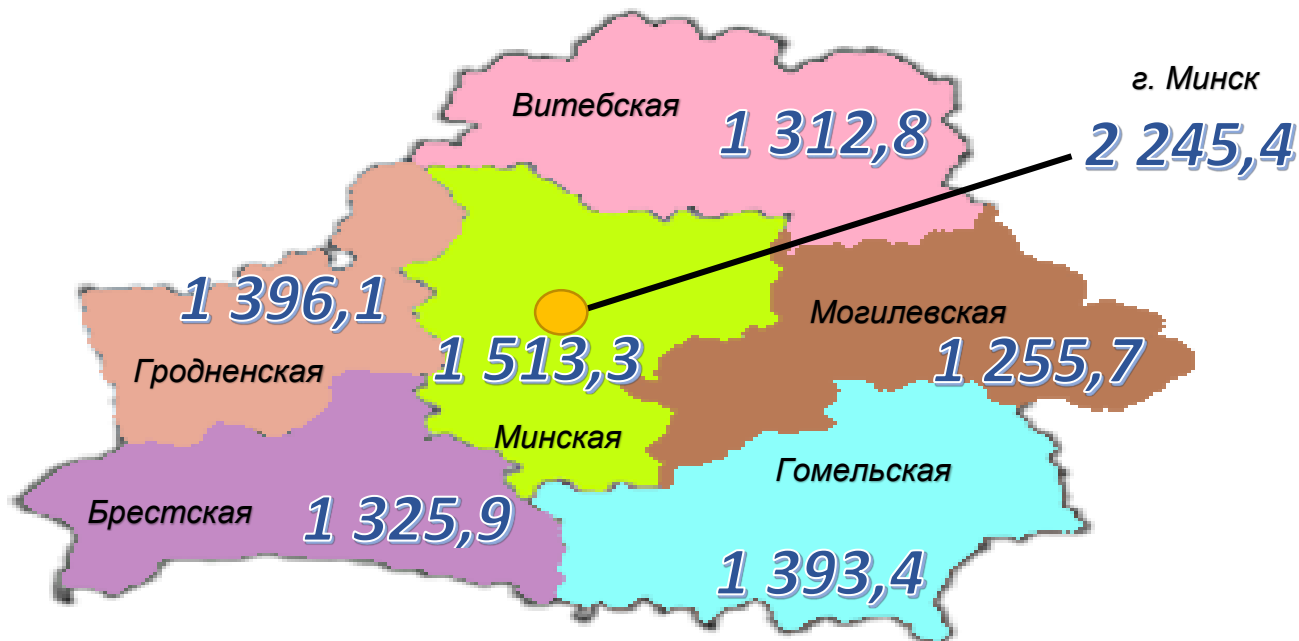 г. Минск
2 245,4
Витебская
1 312,8
Гродненская
1 396,1
Минская
1 513,3
Могилевская
1 255,7
Брестская
1 325,9
Гомельская
1 393,4